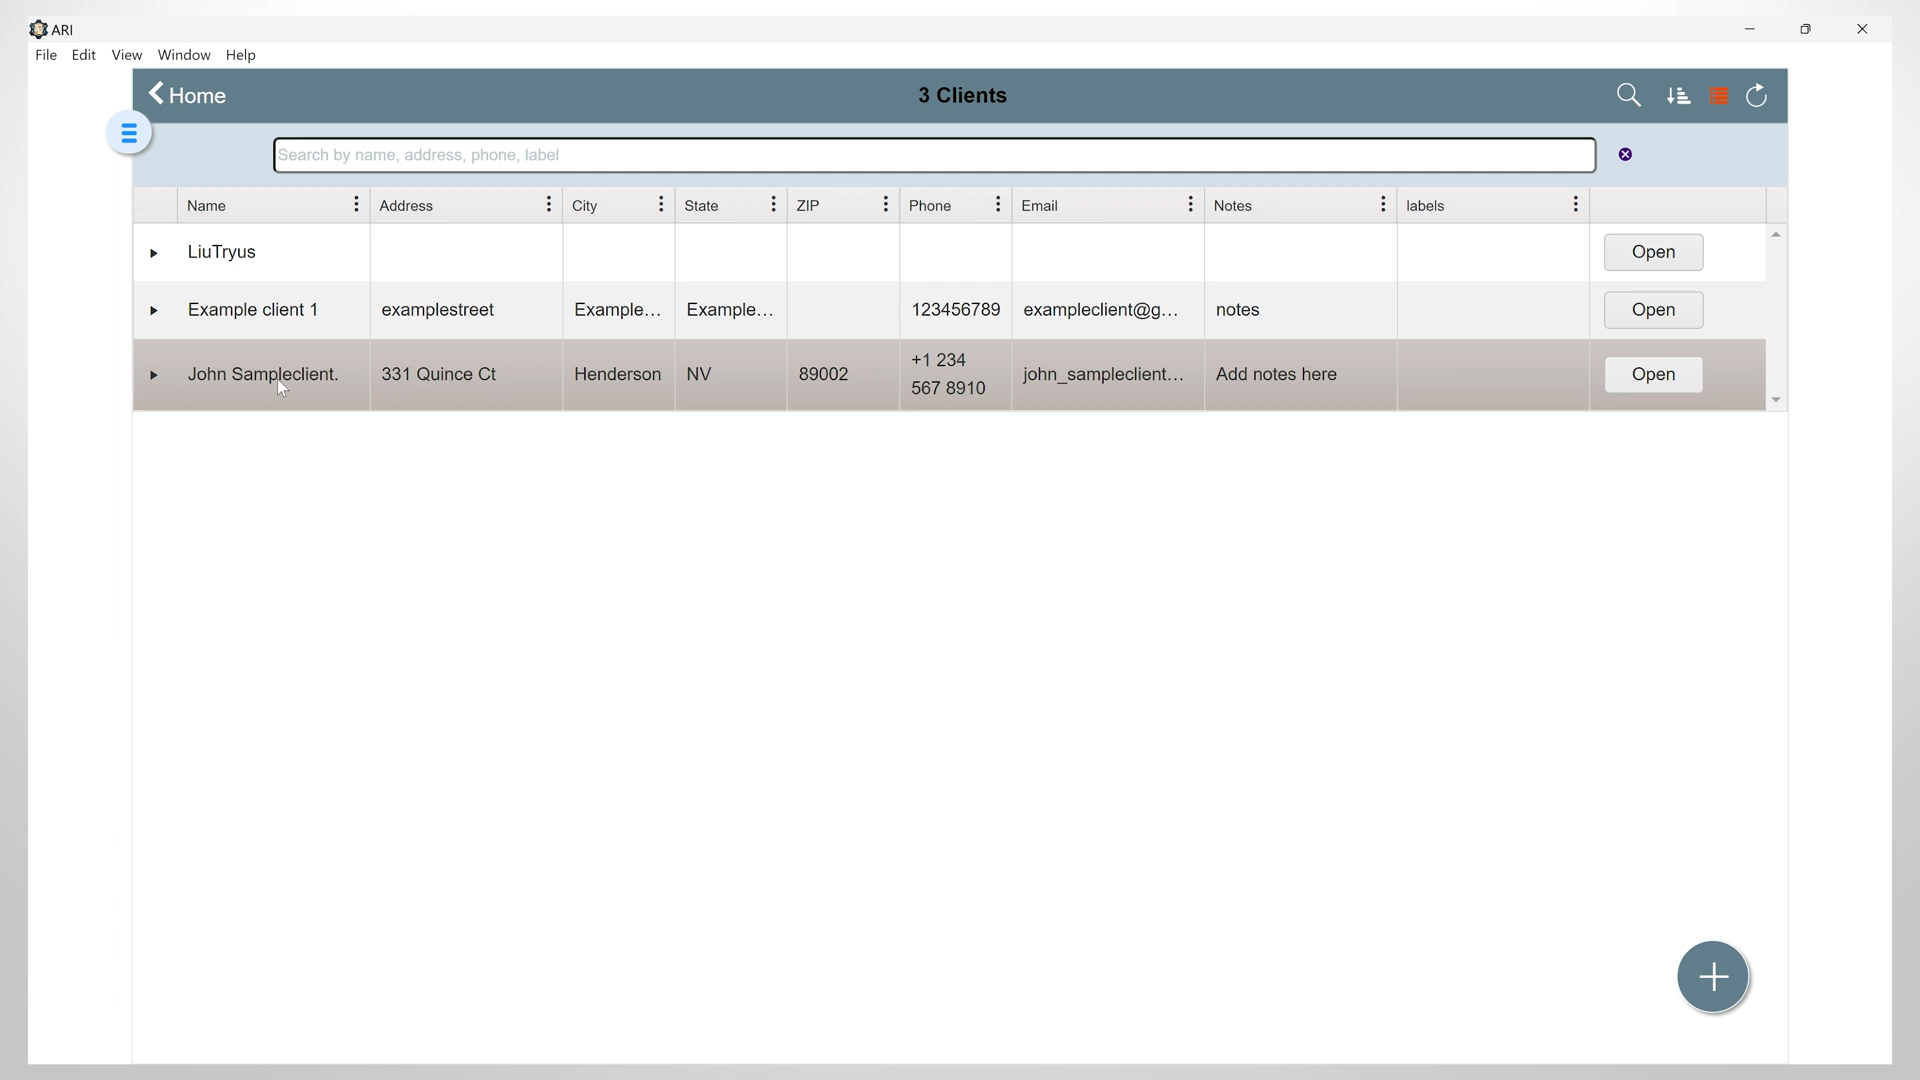 ARI
File Edit View Window Help
Home
3 Clients
Search by name, address, phone, label
Name Address City State ZIP Phone Email Notes labels
LiuTryus Open
Example client 1 examplestreet Example... Example... 123456789 exampleclient@g... notes Open
John Sampleclient. 331 Quince Ct Henderson NV 89002 +1 234 567 8910 john_sampleclient... Add notes here Open